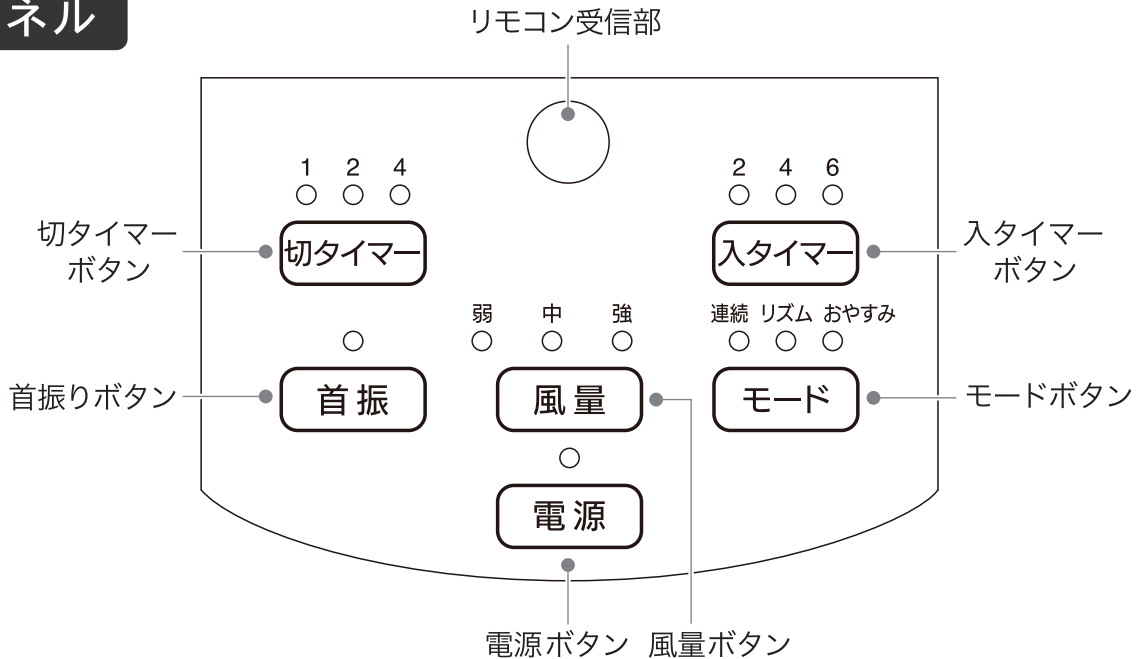 ネル
リモコン受信部
1 2 4
2 4 6
切タイマー
ボタン
切タイマー
入タイマー
入タイマー
ボタン
弱 中 強
連続 リズム おやすみ
首振りボタン
首振
風量
モード
モードボタン
電源
電源ボタン 風量ボタン